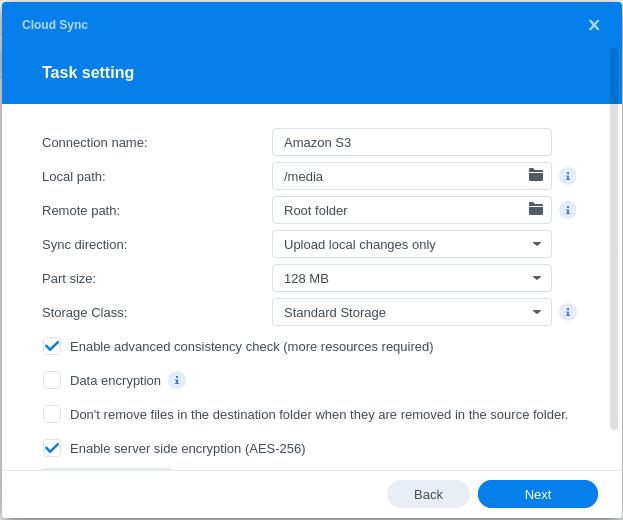 Cloud Sync
Task setting
Connection name: Amazon S3
Local path: /media
Remote path: Root folder
Sync direction: Upload local changes only
Part size: 128 MB
Storage Class: Standard Storage
Enable advanced consistency check (more resources required)
Data encryption
Don't remove files in the destination folder when they are removed in the source folder.
Enable server side encryption (AES-256)
Back Next